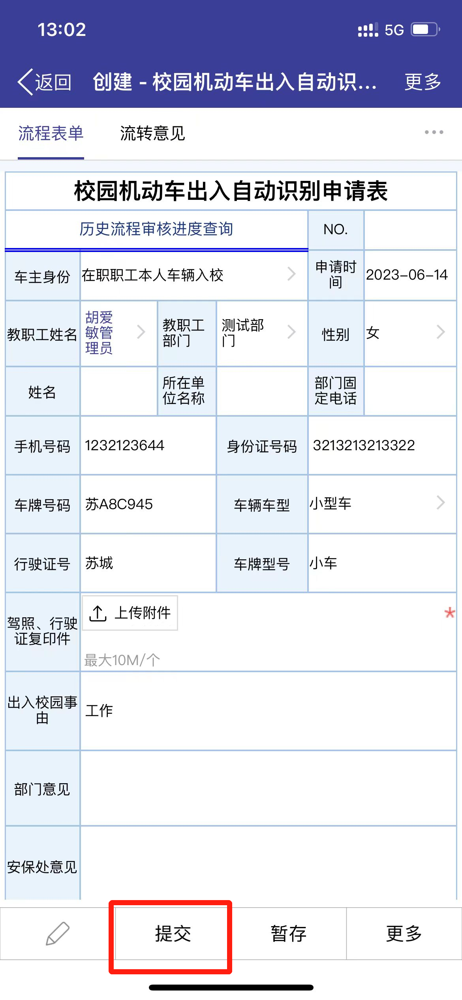 13:02
5G
返回
创建 - 校园机动车出入自动识...
更多
流程表单
流转意见
校园机动车出入自动识别申请表
历史流程审核进度查询
NO.
车主身份
在职职工本人车辆入校
申请时
间
2023-06-14
教职工姓名
胡爱
敏管
理员
教职工
部门
测试部
门
性别
女
姓名
所在单
位名称
部门固
定电话
手机号码
1232123644
身份证号码
3213213213322
车牌号码
苏A8C945
车辆车型
小型车
行驶证号
苏城
车牌型号
小车
驾照、行驶
证复印件
上传附件
*
最大10M/个
出入校园事
由
工作
部门意见
安保处意见
提交
暂存
更多